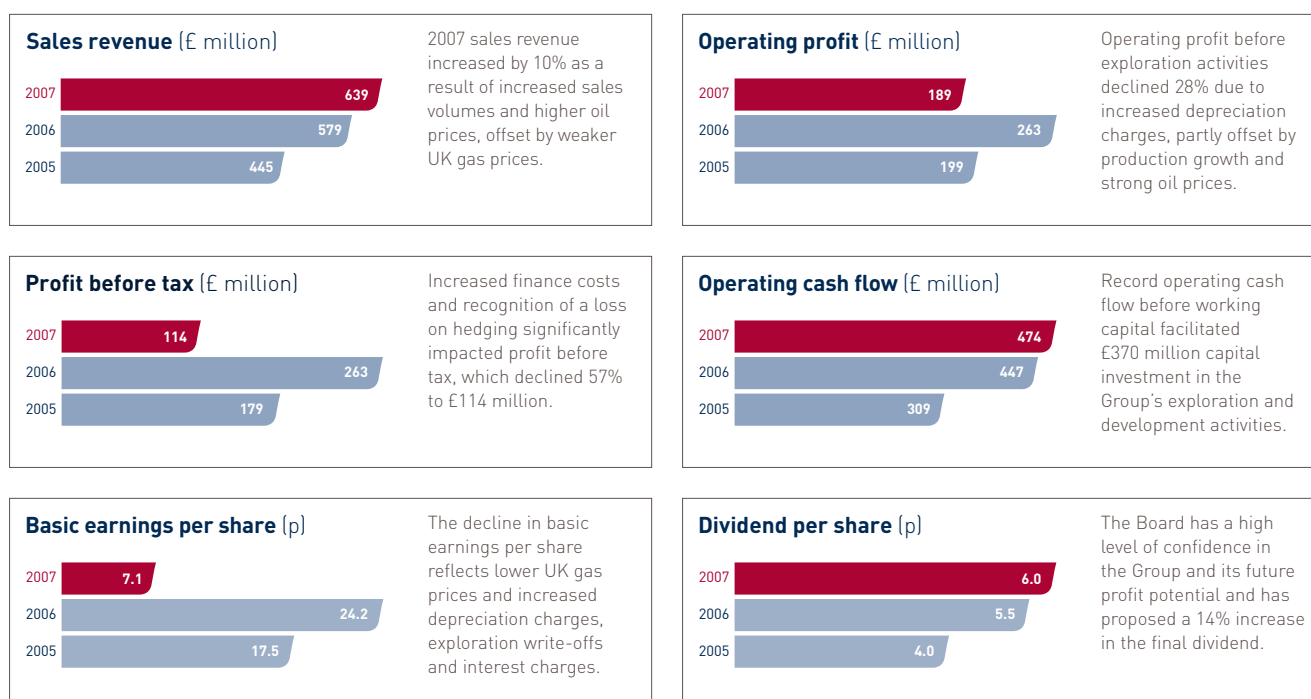 Sales revenue (£ million)
2007 639
2006 579
2005 445
2007 sales revenue
increased by 10% as a
result of increased sales
volumes and higher oil
prices, offset by weaker
UK gas prices.
Operating profit (£ million)
2007 189
2006 263
2005 199
Operating profit before
exploration activities
declined 28% due to
increased depreciation
charges, partly offset by
production growth and
strong oil prices.
Profit before tax (£ million)
2007 114
2006 263
2005 179
Increased finance costs
and recognition of a loss
on hedging significantly
impacted profit before
tax, which declined 57%
to £114 million.
Operating cash flow (£ million)
2007 474
2006 447
2005 309
Record operating cash
flow before working
capital facilitated
£370 million capital
investment in the
Group's exploration and
development activities.
Basic earnings per share (p)
2007 7.1
2006 24.2
2005 17.5
The decline in basic
earnings per share
reflects lower UK gas
prices and increased
depreciation charges,
exploration write-offs
and interest charges.
Dividend per share (p)
2007 6.0
2006 5.5
2005 4.0
The Board has a high
level of confidence in
the Group and its future
profit potential and has
proposed a 14% increase
in the final dividend.